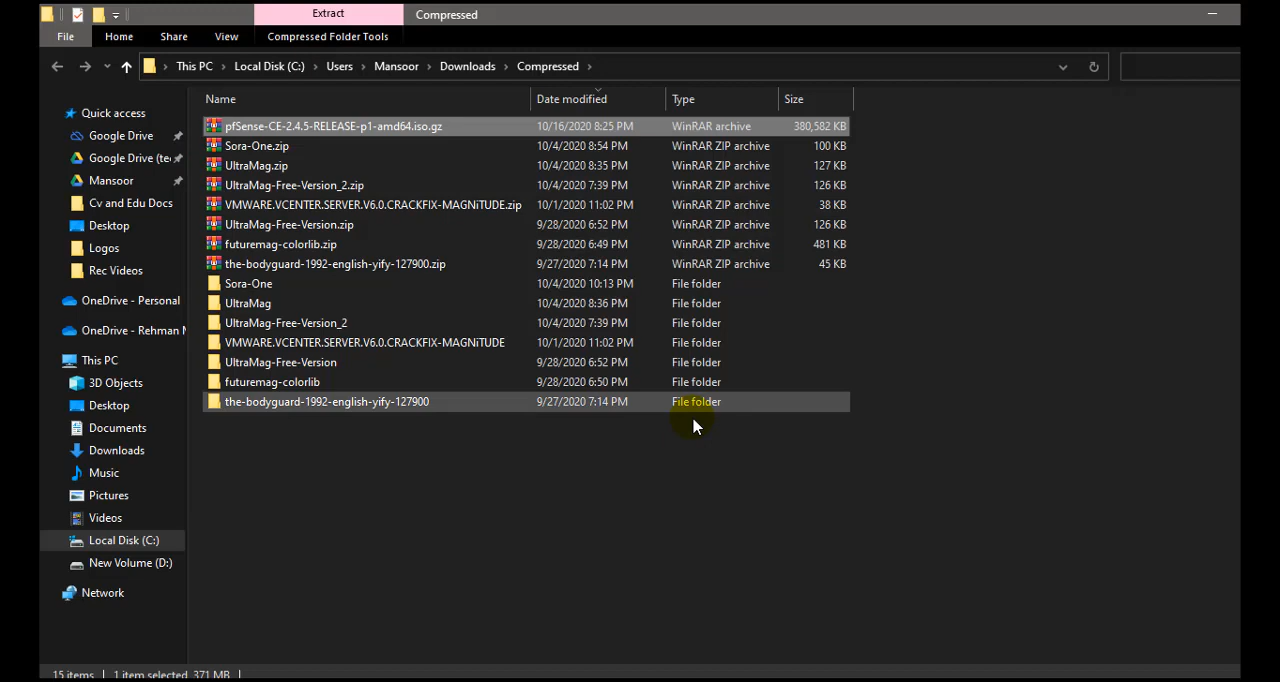 Extract
Compressed
File Home Share View Compressed Folder Tools
This PC Local Disk (C:) Users Mansoor Downloads Compressed
Name Date modified Type Size
pfSense-CE-2.4.5-RELEASE-p1-amd64.iso.gz 10/16/2020 8:25 PM WinRAR archive 380,582 KB
Sora-One.zip 10/4/2020 8:54 PM WinRAR ZIP archive 100 KB
UltraMag.zip 10/4/2020 8:35 PM WinRAR ZIP archive 127 KB
UltraMag-Free-Version_2.zip 10/4/2020 7:39 PM WinRAR ZIP archive 126 KB
VMWARE.VCENTER.SERVER.V6.0.CRACKFIX-MAGNiTUDE.zip 10/1/2020 11:02 PM WinRAR ZIP archive 38 KB
UltraMag-Free-Version.zip 9/28/2020 6:52 PM WinRAR ZIP archive 126 KB
futuremag-colorlib.zip 9/28/2020 6:49 PM WinRAR ZIP archive 481 KB
the-bodyguard-1992-english-yify-127900.zip 9/27/2020 7:14 PM WinRAR ZIP archive 45 KB
Sora-One 10/4/2020 10:13 PM File folder
UltraMag 10/4/2020 8:36 PM File folder
UltraMag-Free-Version_2 10/4/2020 7:39 PM File folder
VMWARE.VCENTER.SERVER.V6.0.CRACKFIX-MAGNiTUDE 10/1/2020 11:02 PM File folder
UltraMag-Free-Version 9/28/2020 6:52 PM File folder
futuremag-colorlib 9/28/2020 6:50 PM File folder
the-bodyguard-1992-english-yify-127900 9/27/2020 7:14 PM File folder
Quick access
Google Drive
Google Drive (te
Mansoor
Cv and Edu Docs
Desktop
Logos
Rec Videos
OneDrive - Personal
OneDrive - Rehman M
This PC
3D Objects
Desktop
Documents
Downloads
Music
Pictures
Videos
Local Disk (C:)
New Volume (D:)
Network
15 items 1 item selected 371 MB